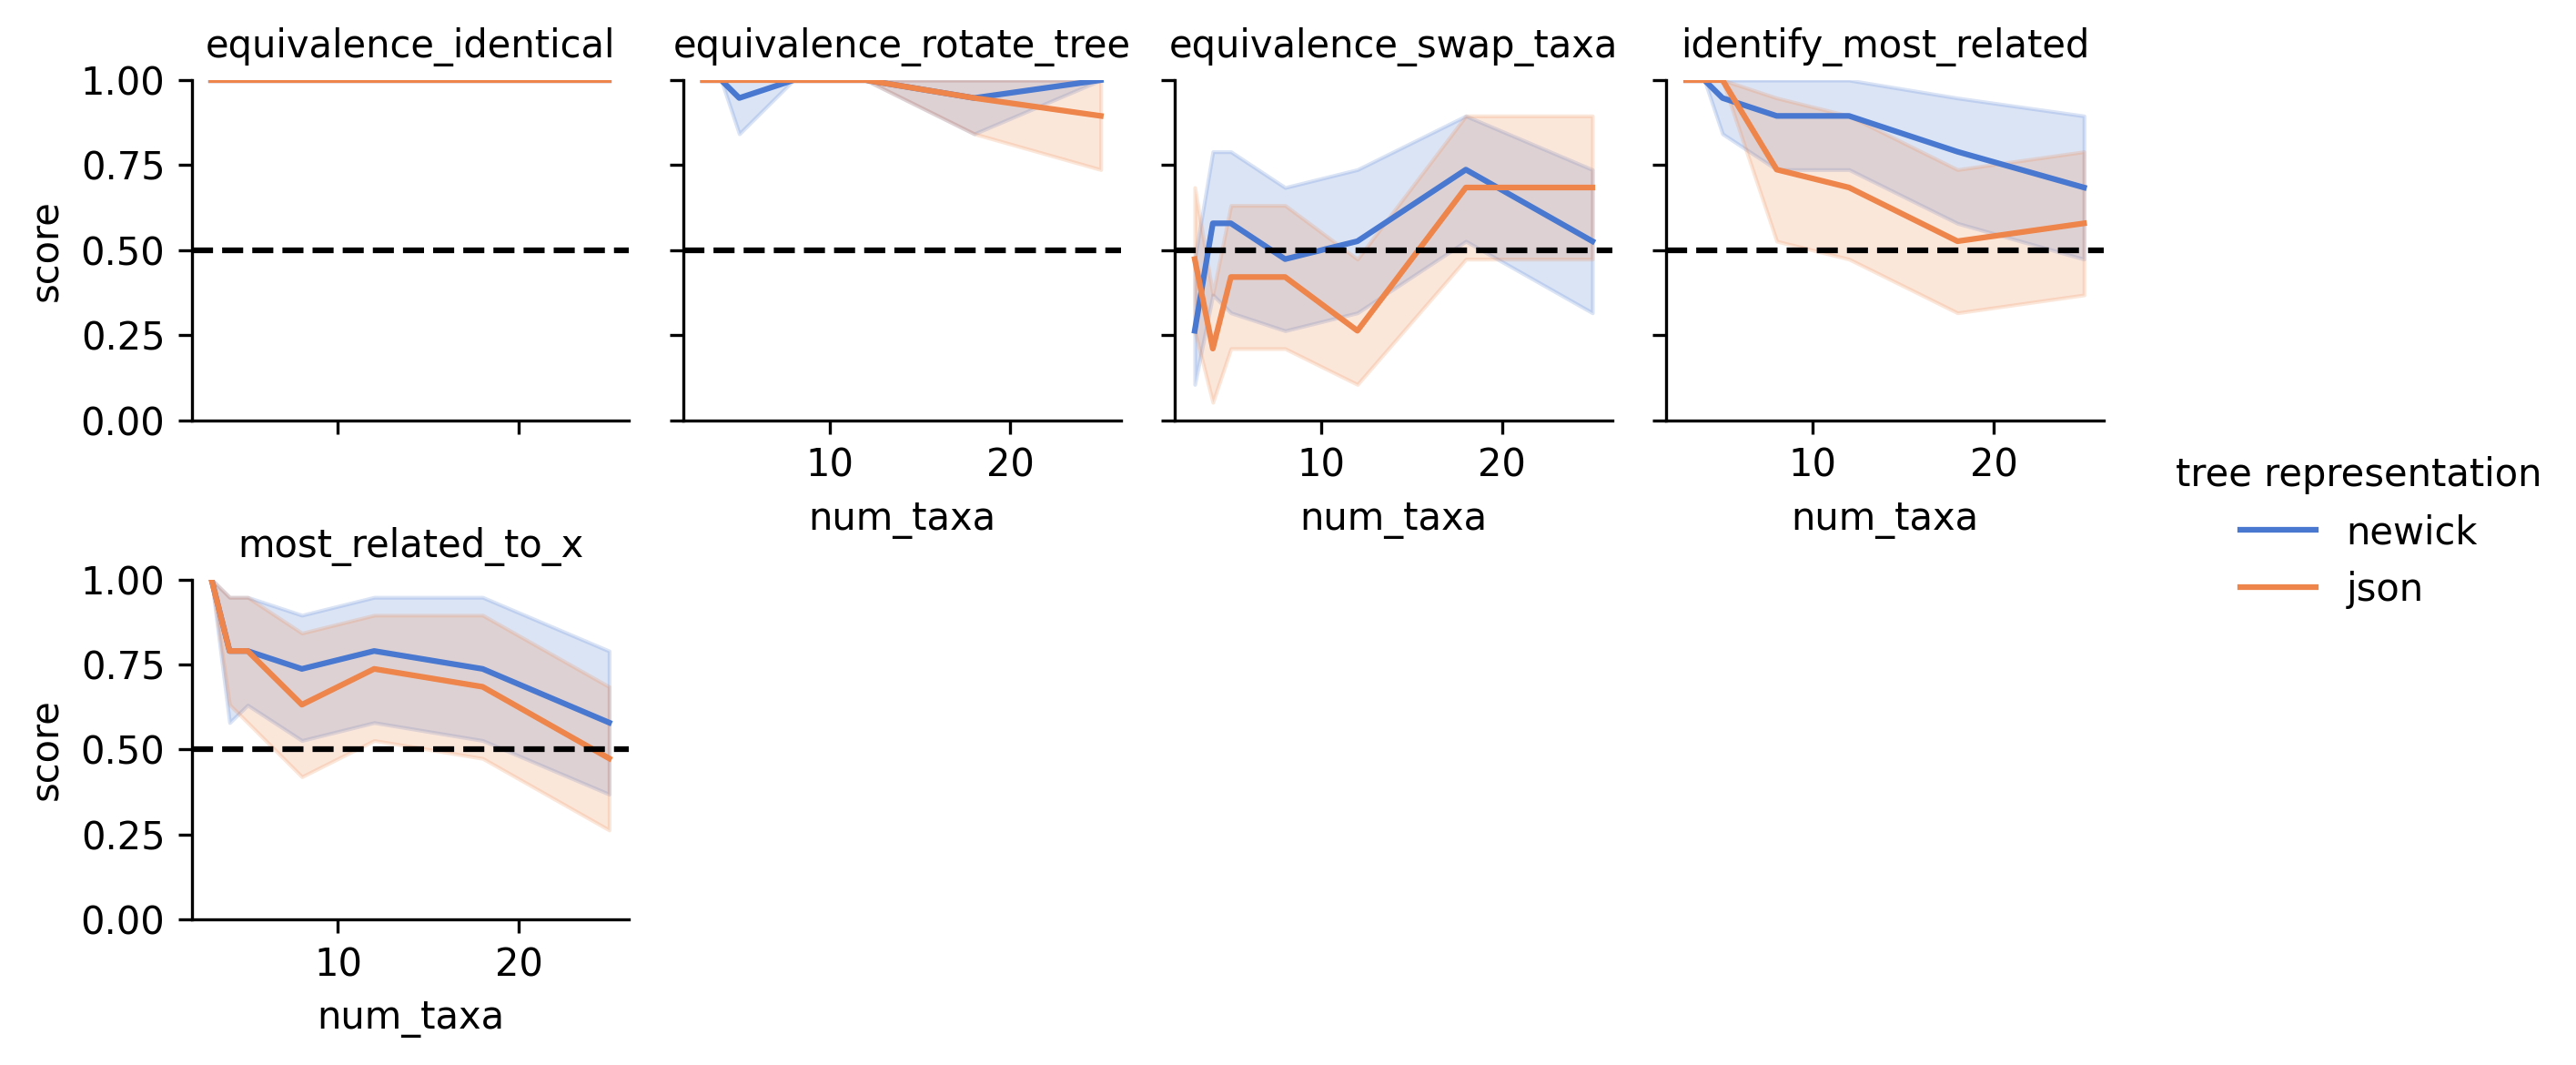 equivalence_identical
equivalence_rotate_tree
equivalence_swap_taxa
identify_most_related
1.00
0.75
0.50
0.25
0.00
score
10 20
num_taxa
10 20
num_taxa
10 20
num_taxa
tree representation
newick
json
most_related_to_x
1.00
0.75
0.50
0.25
0.00
score
10 20
num_taxa